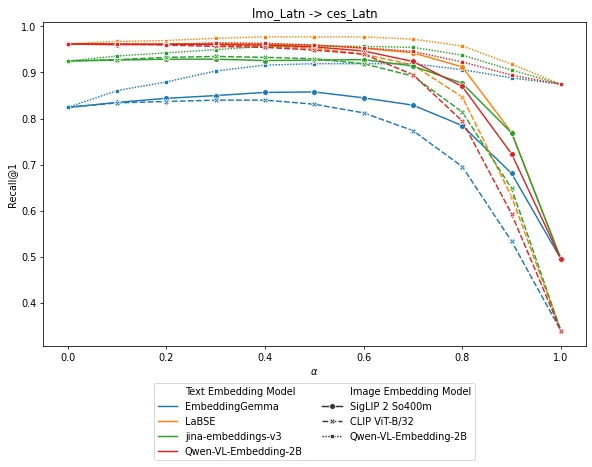 lmo_Latn -> ces_Latn
Recall@1
1.0
0.9
0.8
0.7
0.6
0.5
0.4
0.0 0.2 0.4 0.6 0.8 1.0
α
Text Embedding Model
EmbeddingGemma
LaBSE
jina-embeddings-v3
Qwen-VL-Embedding-2B
Image Embedding Model
SigLIP 2 So400m
CLIP ViT-B/32
Qwen-VL-Embedding-2B